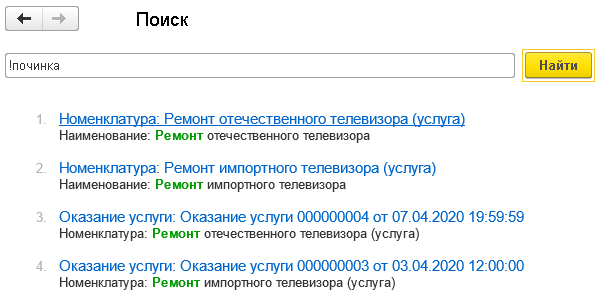 Поиск
!починка
Найти
1. Номенклатура: Ремонт отечественного телевизора (услуга)
Наименование: Ремонт отечественного телевизора
2. Номенклатура: Ремонт импортного телевизора (услуга)
Наименование: Ремонт импортного телевизора
3. Оказание услуги: Оказание услуги 000000004 от 07.04.2020 19:59:59
Номенклатура: Ремонт отечественного телевизора (услуга)
4. Оказание услуги: Оказание услуги 000000003 от 03.04.2020 12:00:00
Номенклатура: Ремонт импортного телевизора (услуга)